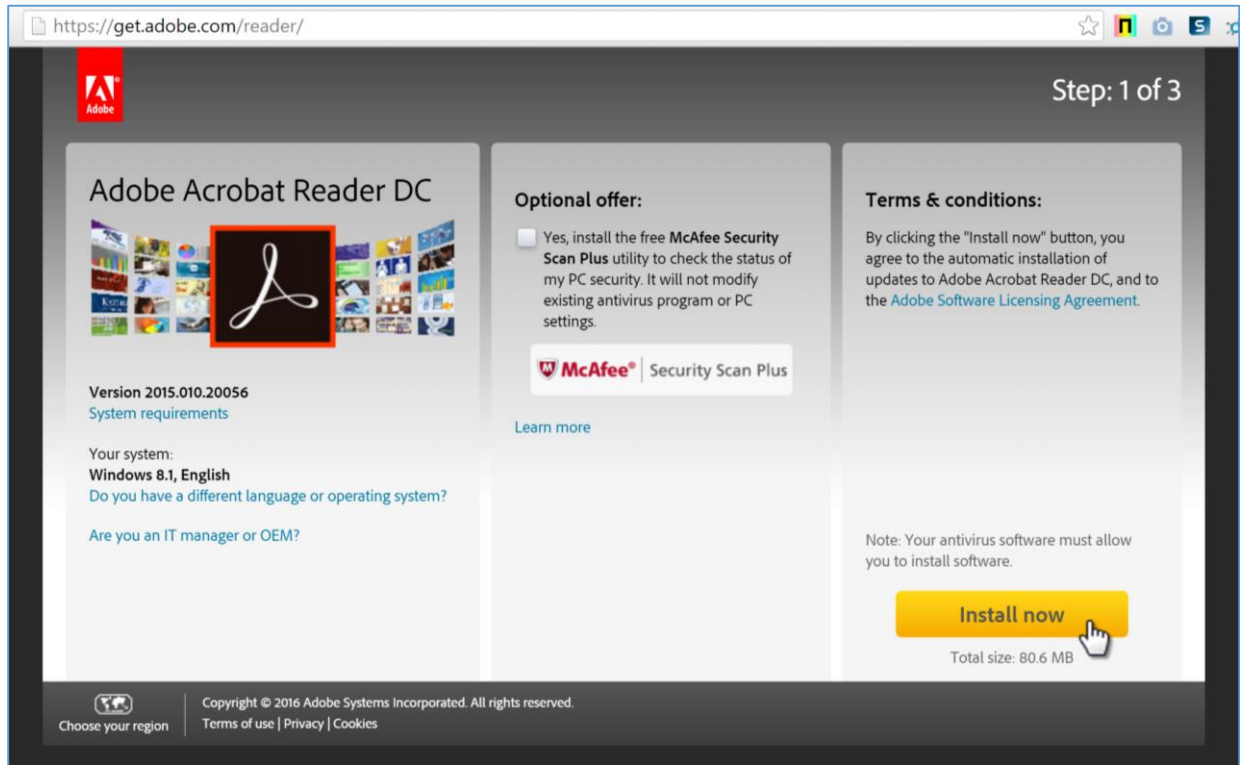 https://get.adobe.com/reader/
Adobe
Step: 1 of 3
Adobe Acrobat Reader DC
Version 2015.010.20056
System requirements
Your system:
Windows 8.1, English
Do you have a different language or operating system?
Are you an IT manager or OEM?
Optional offer:
Yes, install the free McAfee Security
Scan Plus utility to check the status of
my PC security. It will not modify
existing antivirus program or PC
settings.
McAfee® | Security Scan Plus
Learn more
Terms & conditions:
By clicking the "Install now" button, you
agree to the automatic installation of
updates to Adobe Acrobat Reader DC, and to
the Adobe Software Licensing Agreement.
Note: Your antivirus software must allow
you to install software.
Install now
Total size: 80.6 MB
Choose your region
Copyright © 2016 Adobe Systems Incorporated. All rights reserved.
Terms of use | Privacy | Cookies